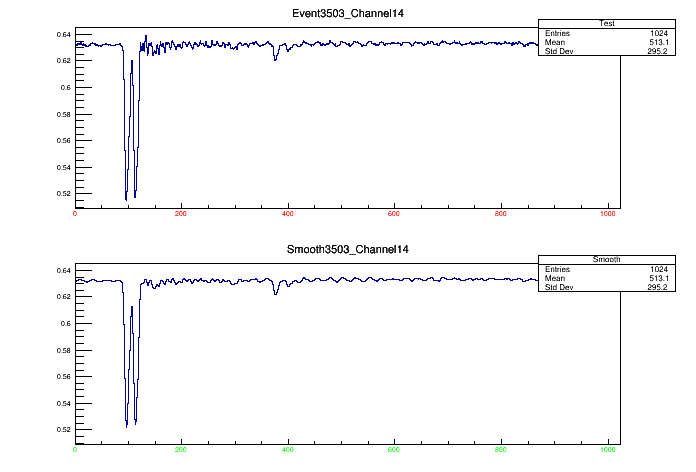 Event3503_Channel14
Test
Entries 1024
Mean 513.1
Std Dev 295.2
0.64
0.62
0.6
0.58
0.56
0.54
0.52
0 200 400 600 800 1000
Smooth3503_Channel14
Smooth
Entries 1024
Mean 513.1
Std Dev 295.2
0.64
0.62
0.6
0.58
0.56
0.54
0.52
0 200 400 600 800 1000